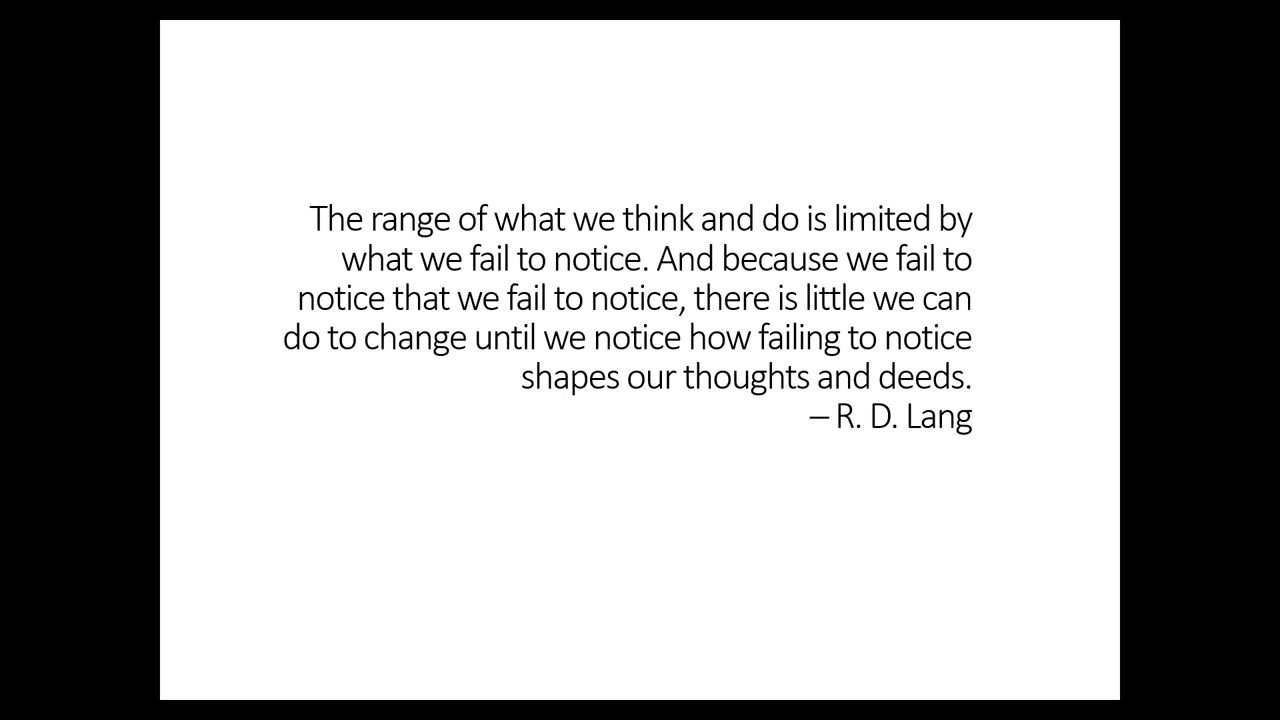 The range of what we think and do is limited by
what we fail to notice. And because we fail to
notice that we fail to notice, there is little we can
do to change until we notice how failing to notice
shapes our thoughts and deeds.
– R. D. Lang